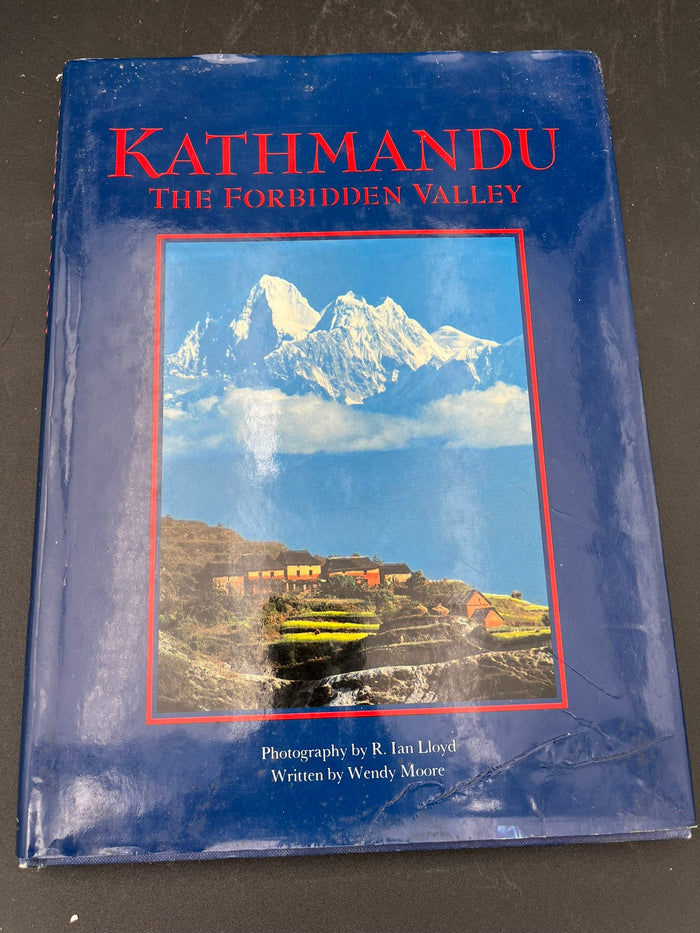 KATHMANDU
THE FORBIDDEN VALLEY
Photography by R. Ian Lloyd
Written by Wendy Moore